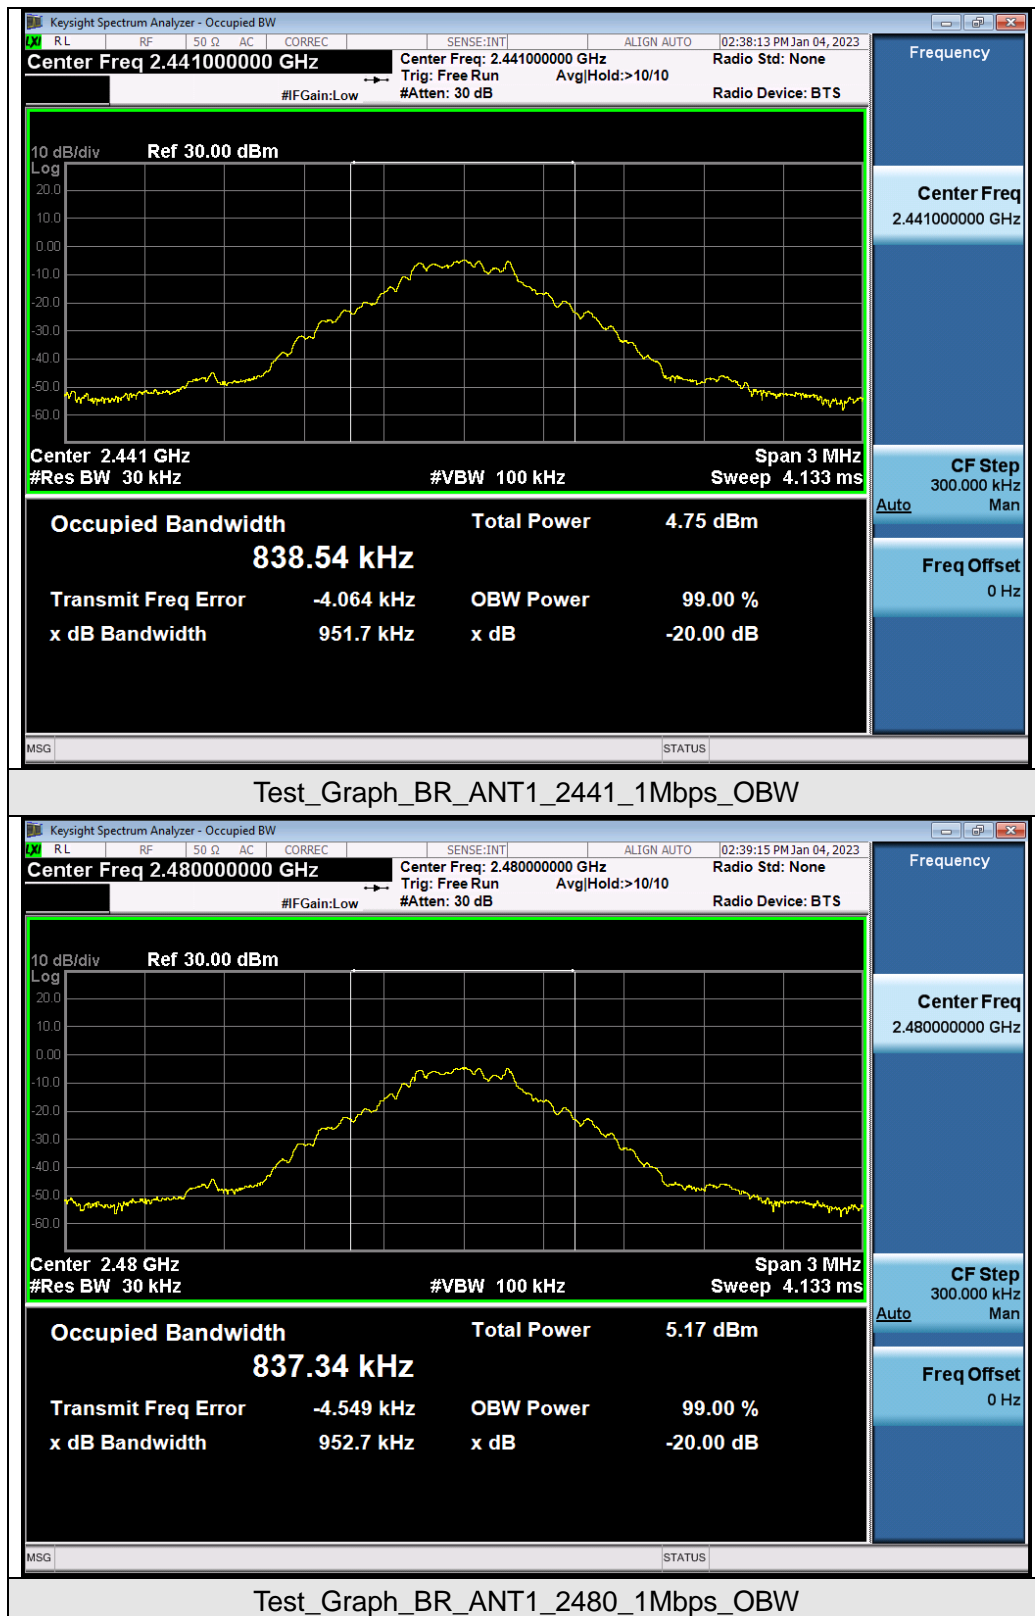 Keysight Spectrum Analyzer - Occupied BW
LXI RL RF 50 Ω AC CORREC SENSE:INT ALIGN AUTO 02:38:13 PM Jan 04, 2023
Center Freq 2.441000000 GHz
Center Freq: 2.441000000 GHz
Radio Std: None
Trig: Free Run Avg|Hold:>10/10
#IFGain:Low
#Atten: 30 dB
Radio Device: BTS
Frequency
10 dB/div Ref 30.00 dBm
Log
20.0
10.0
0.00
-10.0
-20.0
-30.0
-40.0
-50.0
-60.0
Center 2.441 GHz Span 3 MHz
#Res BW 30 kHz #VBW 100 kHz Sweep 4.133 ms
Center Freq
2.441000000 GHz
CF Step
300.000 kHz
Auto Man
Freq Offset
0 Hz
Occupied Bandwidth Total Power 4.75 dBm
838.54 kHz
Transmit Freq Error -4.064 kHz OBW Power 99.00 %
x dB Bandwidth 951.7 kHz x dB -20.00 dB
MSG STATUS
Test_Graph_BR_ANT1_2441_1Mbps_OBW
Keysight Spectrum Analyzer - Occupied BW
LXI RL RF 50 Ω AC CORREC SENSE:INT ALIGN AUTO 02:39:15 PM Jan 04, 2023
Center Freq 2.480000000 GHz
Center Freq: 2.480000000 GHz
Radio Std: None
Trig: Free Run Avg|Hold:>10/10
#IFGain:Low
#Atten: 30 dB
Radio Device: BTS
Frequency
10 dB/div Ref 30.00 dBm
Log
20.0
10.0
0.00
-10.0
-20.0
-30.0
-40.0
-50.0
-60.0
Center 2.48 GHz Span 3 MHz
#Res BW 30 kHz #VBW 100 kHz Sweep 4.133 ms
Center Freq
2.480000000 GHz
CF Step
300.000 kHz
Auto Man
Freq Offset
0 Hz
Occupied Bandwidth Total Power 5.17 dBm
837.34 kHz
Transmit Freq Error -4.549 kHz OBW Power 99.00 %
x dB Bandwidth 952.7 kHz x dB -20.00 dB
MSG STATUS
Test_Graph_BR_ANT1_2480_1Mbps_OBW